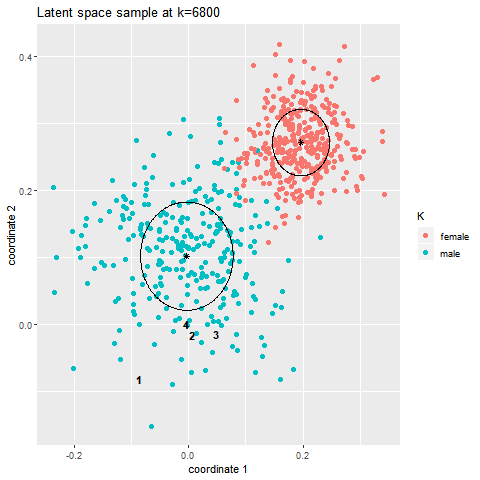 Latent space sample at k=6800
0.4
0.2
0.0
coordinate 2
4
2
3
1
-0.2
0.0
0.2
coordinate 1
K
female
male